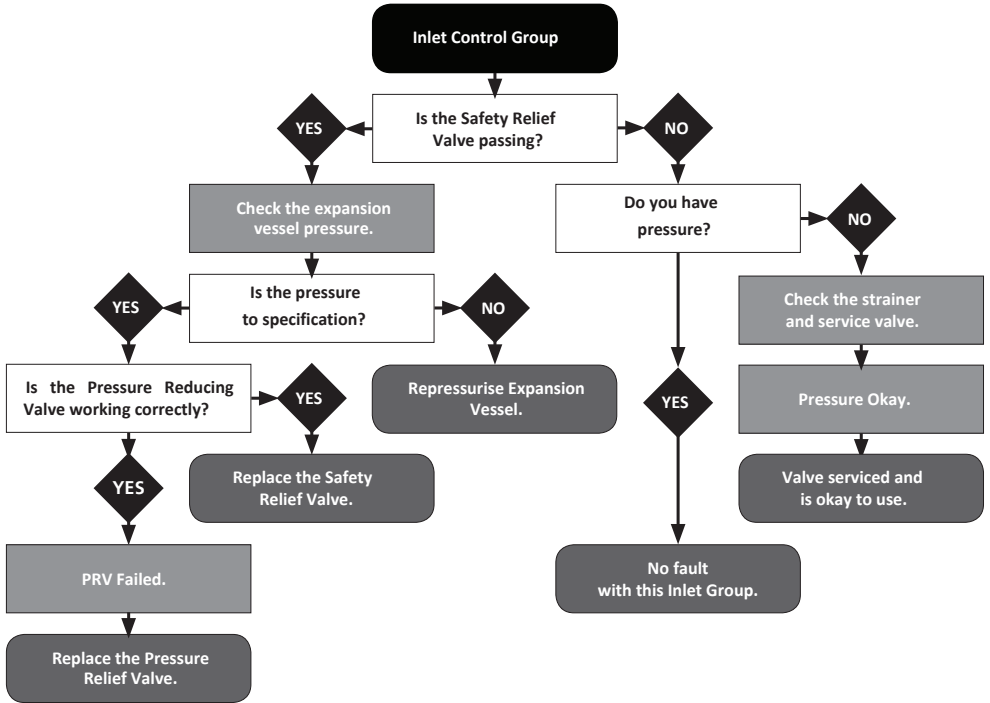 Inlet Control Group
Is the Safety Relief
Valve passing?
YES
NO
Check the expansion
vessel pressure.
Do you have
pressure?
NO
Is the pressure
to specification?
YES
NO
Check the strainer
and service valve.
Is the Pressure Reducing
Valve working correctly?
YES
Repressurise Expansion
Vessel.
YES
Pressure Okay.
Replace the Safety
Relief Valve.
Valve serviced and
is okay to use.
YES
PRV Failed.
No fault
with this Inlet Group.
Replace the Pressure
Relief Valve.